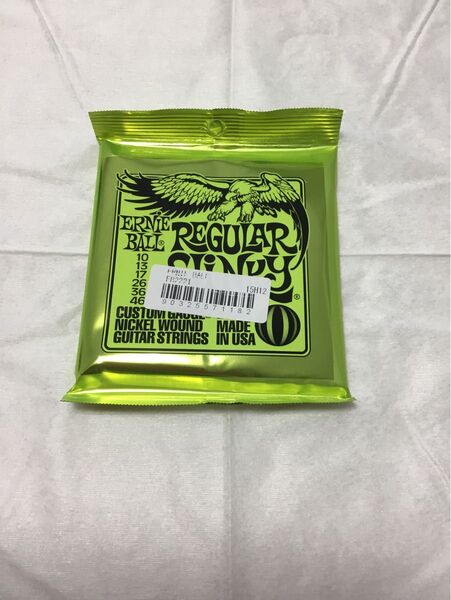 ERNIE
BALL®
REGULAR
SLINKY®
10
13
17
26
36
46
ERNIE BALL
EB2221 15H12
90325571182
CUSTOM GAUGE
NICKEL WOUND
GUITAR STRINGS
MADE
IN USA